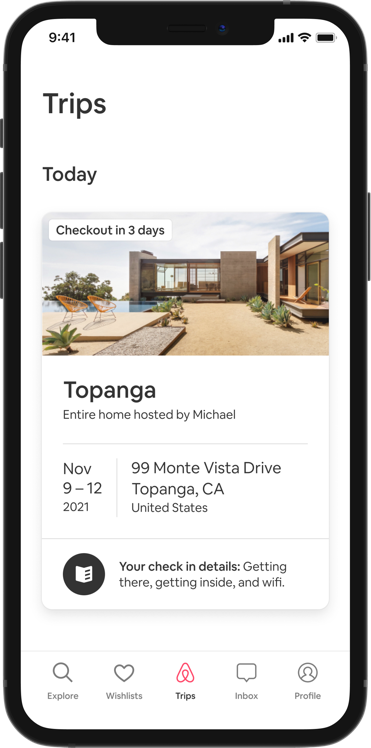 9:41
Trips
Today
Checkout in 3 days
Topanga
Entire home hosted by Michael
Nov
9 – 12
2021
99 Monte Vista Drive
Topanga, CA
United States
Your check in details: Getting
there, getting inside, and wifi.
Explore
Wishlists
Trips
Inbox
Profile